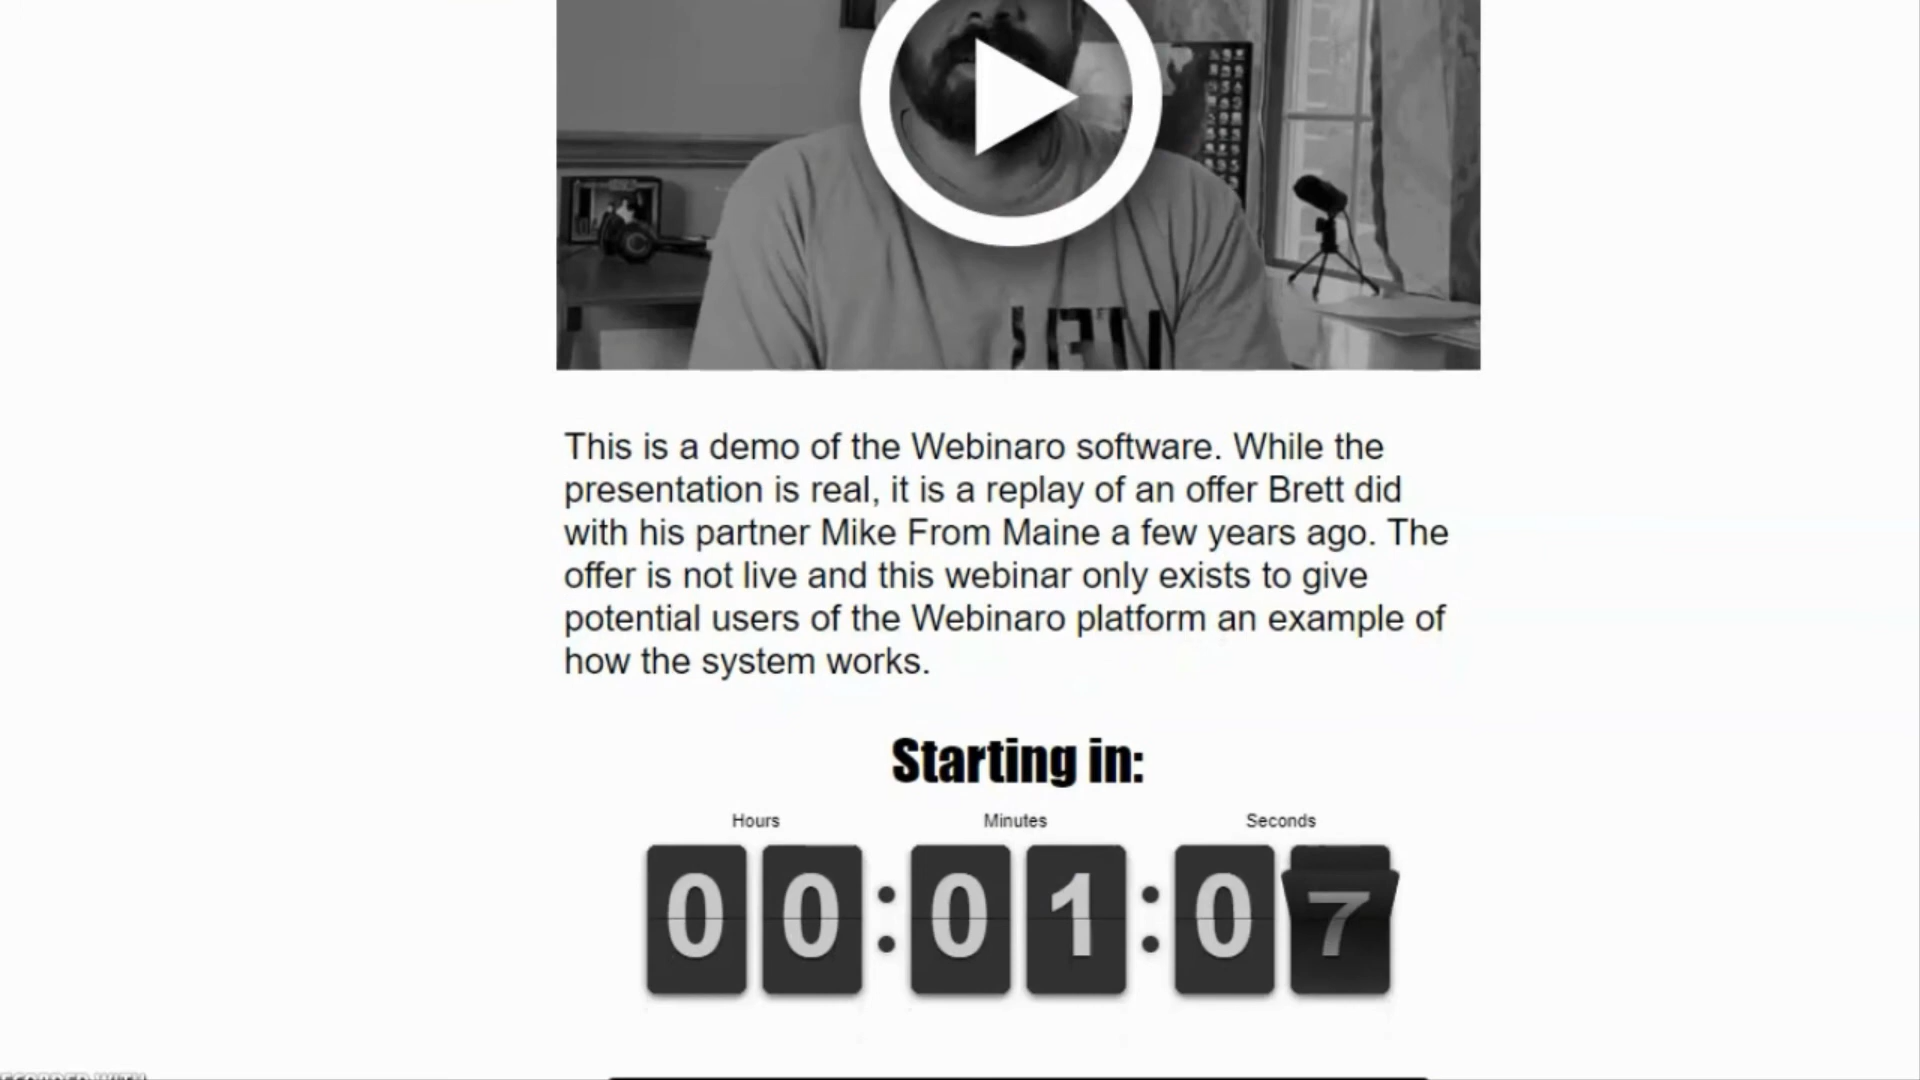 This is a demo of the Webinaro software. While the
presentation is real, it is a replay of an offer Brett did
with his partner Mike From Maine a few years ago. The
offer is not live and this webinar only exists to give
potential users of the Webinaro platform an example of
how the system works.
Starting in:
Hours Minutes Seconds
00:01:07